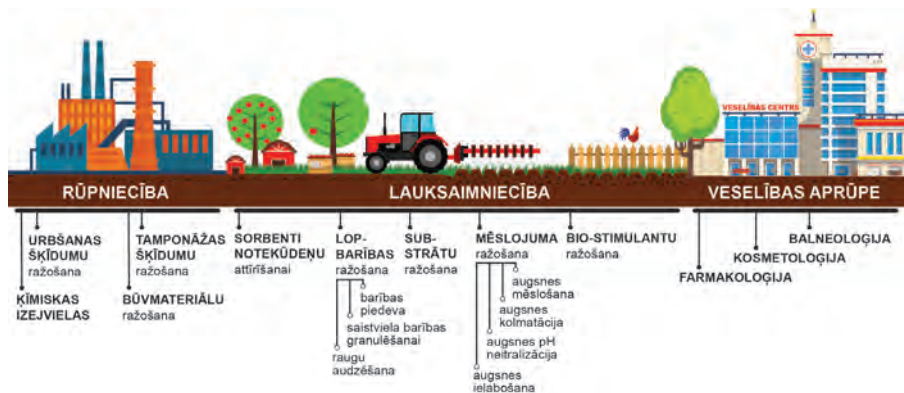 VESELĪBAS CENTRS
RŪPNIECĪBA
LAUKSAIMNIECĪBA
VESELĪBAS APRŪPE
URBŠANAS
ŠĶĪDUMU
ražošana
TAMPONĀŽAS
ŠĶĪDUMU
ražošana
ĶĪMISKAS
IZEJVIELAS
BŪVMATERIĀLU
ražošana
SORBENTI
NOTEKŪDEŅU
attīrīšanai
LOP-
BARĪBAS
ražošana
barības
piedeva
saistviela barības
granulēšanai
raugu
audzēšana
SUB-
STRĀTU
ražošana
MĒSLOJUMA
ražošana
augsnes
mēslošana
augsnes
kolmatācija
augsnes pH
neitralizācija
augsnes
ielabošana
BIO-STIMULANTU
ražošana
BALNEOLOĢIJA
KOSMETOLOĢIJA
FARMAKOLOĢIJA